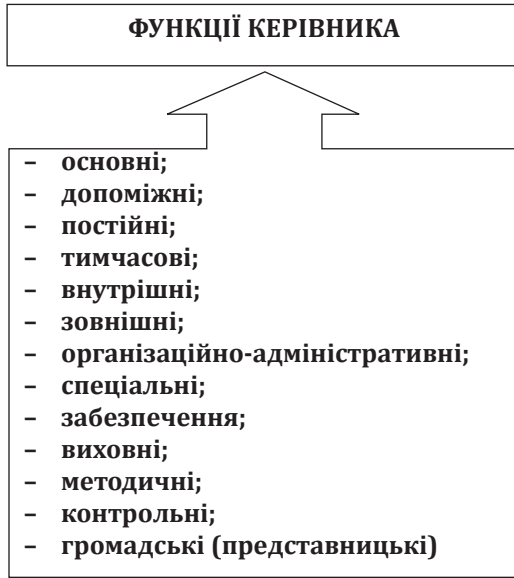 ФУНКЦІЇ КЕРІВНИКА
– основні;
– допоміжні;
– постійні;
– тимчасові;
– внутрішні;
– зовнішні;
– організаційно-адміністративні;
– спеціальні;
– забезпечення;
– виховні;
– методичні;
– контрольні;
– громадські (представницькі)